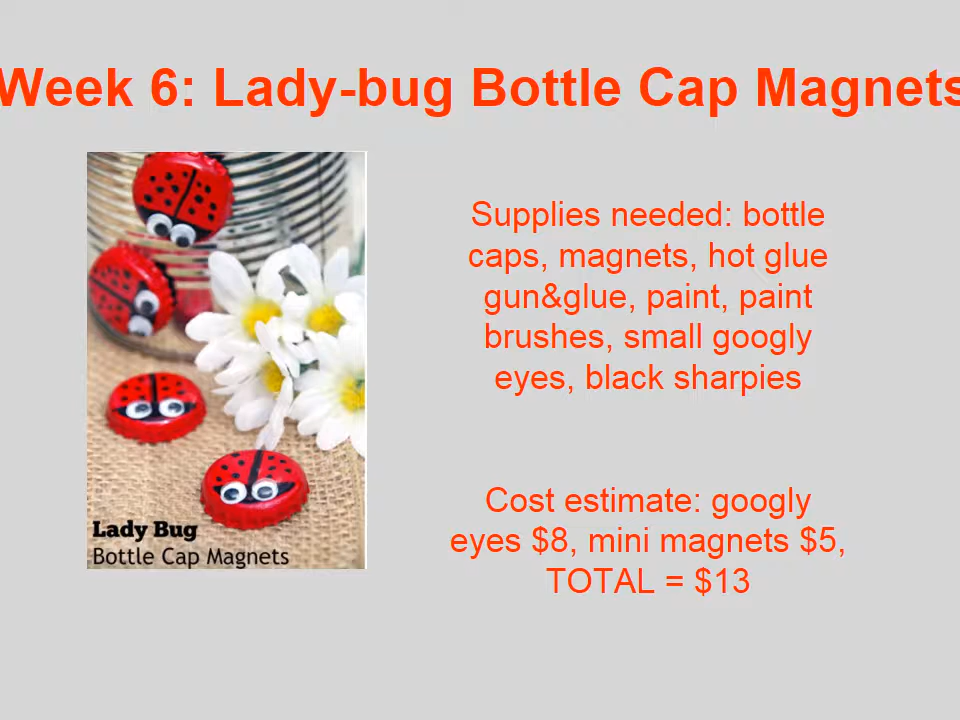 Week 6: Lady-bug Bottle Cap Magnets
Supplies needed: bottle
caps, magnets, hot glue
gun&glue, paint, paint
brushes, small googly
eyes, black sharpies
Cost estimate: googly
eyes $8, mini magnets $5,
TOTAL = $13
Lady Bug
Bottle Cap Magnets